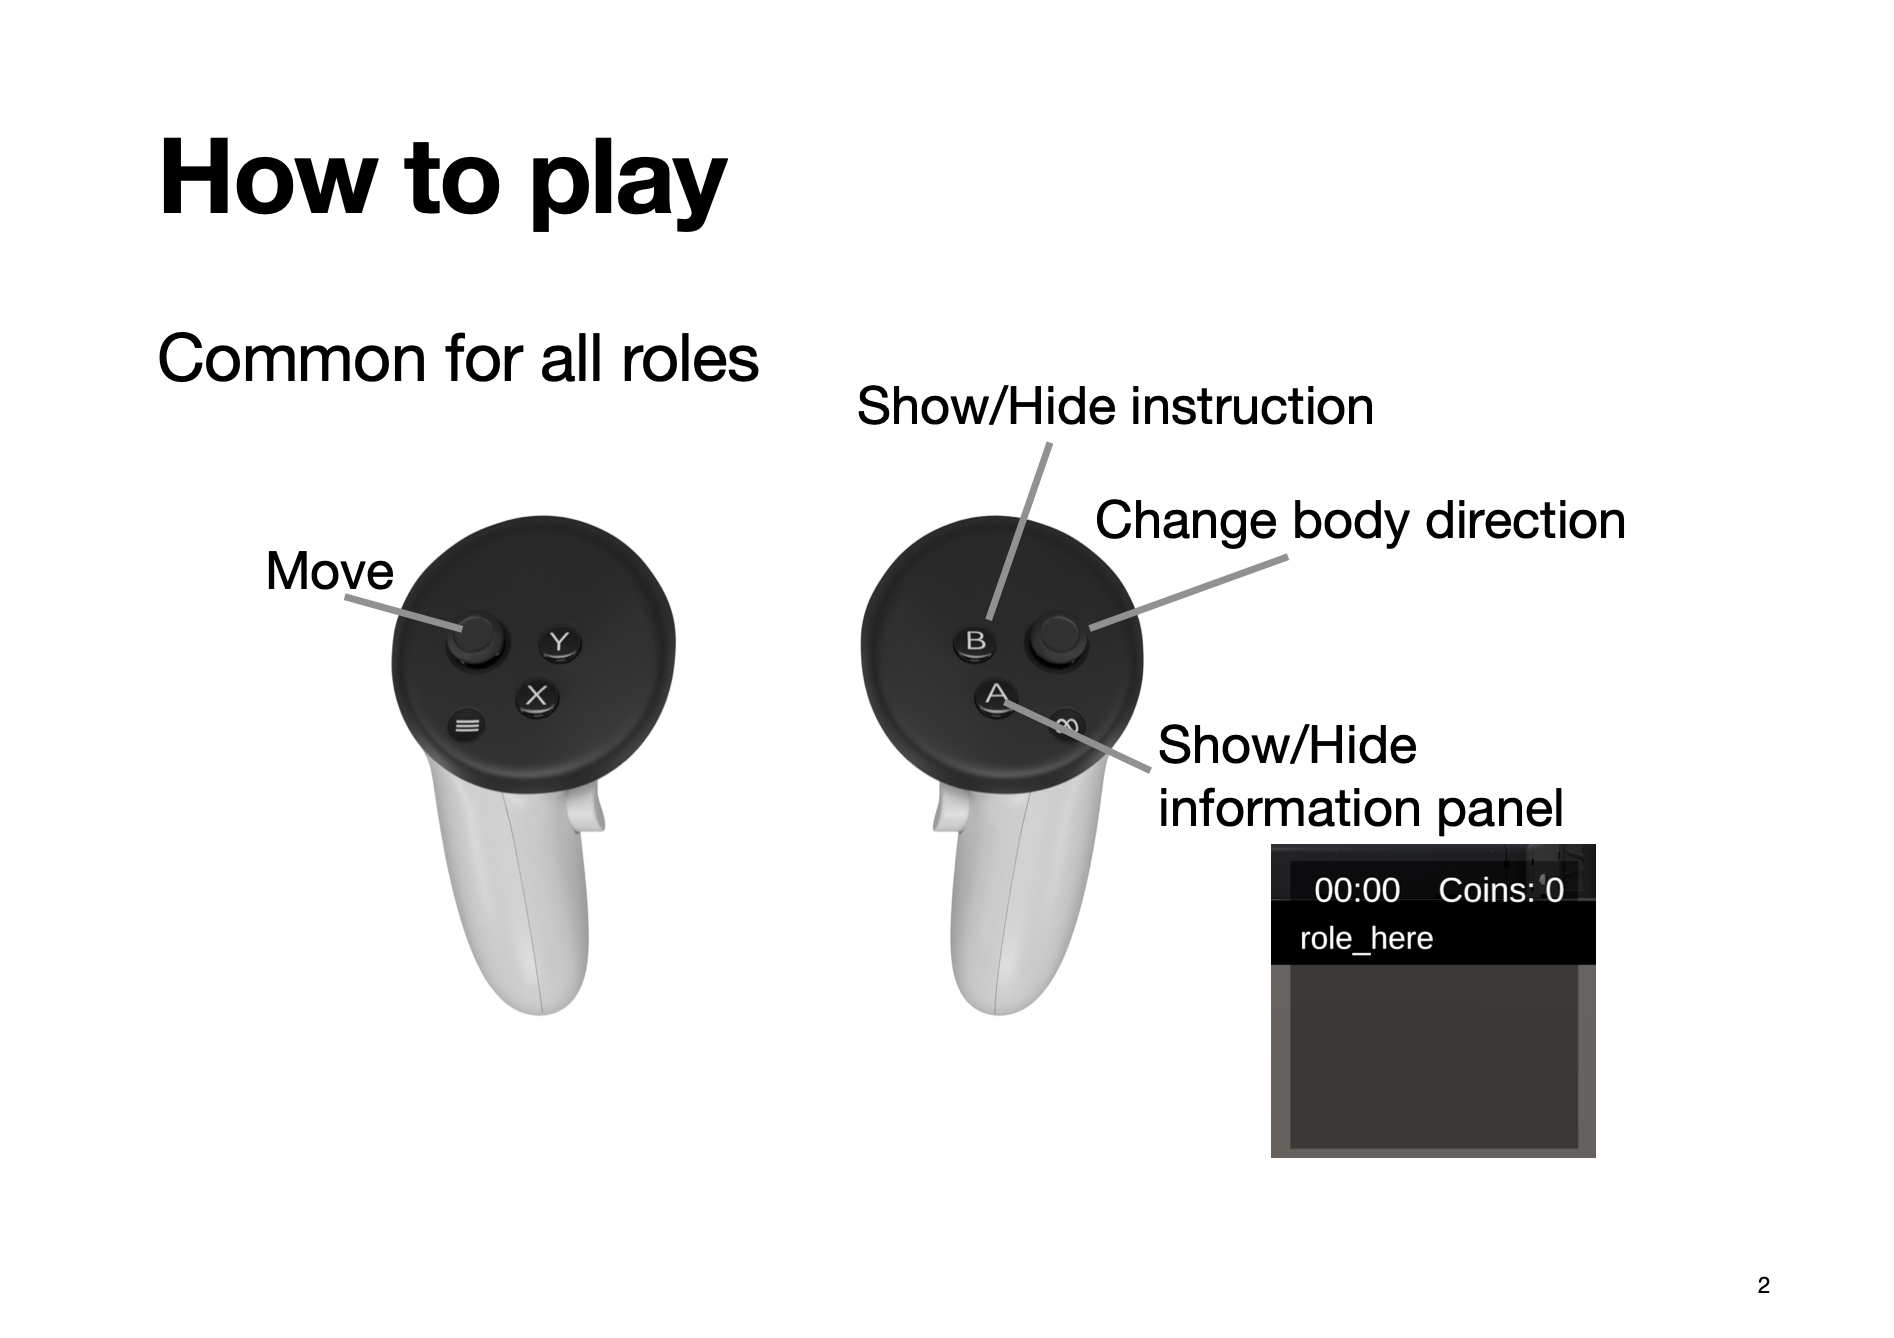 How to play
Common for all roles
Show/Hide instruction
Change body direction
Move
Y
B
X
A
Show/Hide
information panel
00:00 Coins: 0
role_here
2